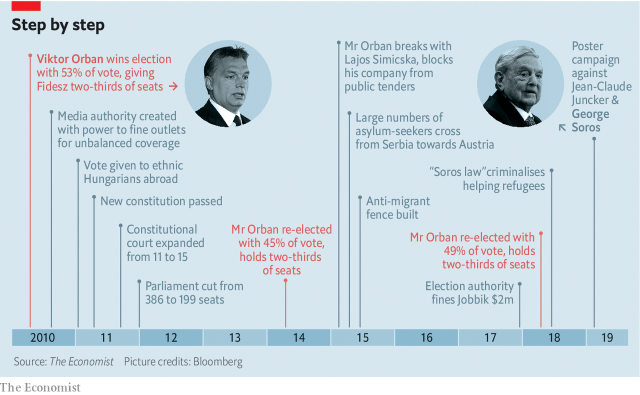 Step by step
Viktor Orban wins election
with 53% of vote, giving
Fidesz two-thirds of seats →
Media authority created
with power to fine outlets
for unbalanced coverage
Vote given to ethnic
Hungarians abroad
New constitution passed
Constitutional
court expanded
from 11 to 15
Parliament cut from
386 to 199 seats
Mr Orban re-elected
with 45% of vote,
holds two-thirds
of seats
Mr Orban breaks with
Lajos Simicska, blocks
his company from
public tenders
Large numbers of
asylum-seekers cross
from Serbia towards Austria
Anti-migrant
fence built
Election authority
fines Jobbik $2m
Mr Orban re-elected with
49% of vote, holds
two-thirds of seats
“Soros law” criminalises
helping refugees
Poster
campaign
against
Jean-Claude
Juncker &
↖ George
Soros
2010 11 12 13 14 15 16 17 18 19
Source: The Economist Picture credits: Bloomberg
The Economist